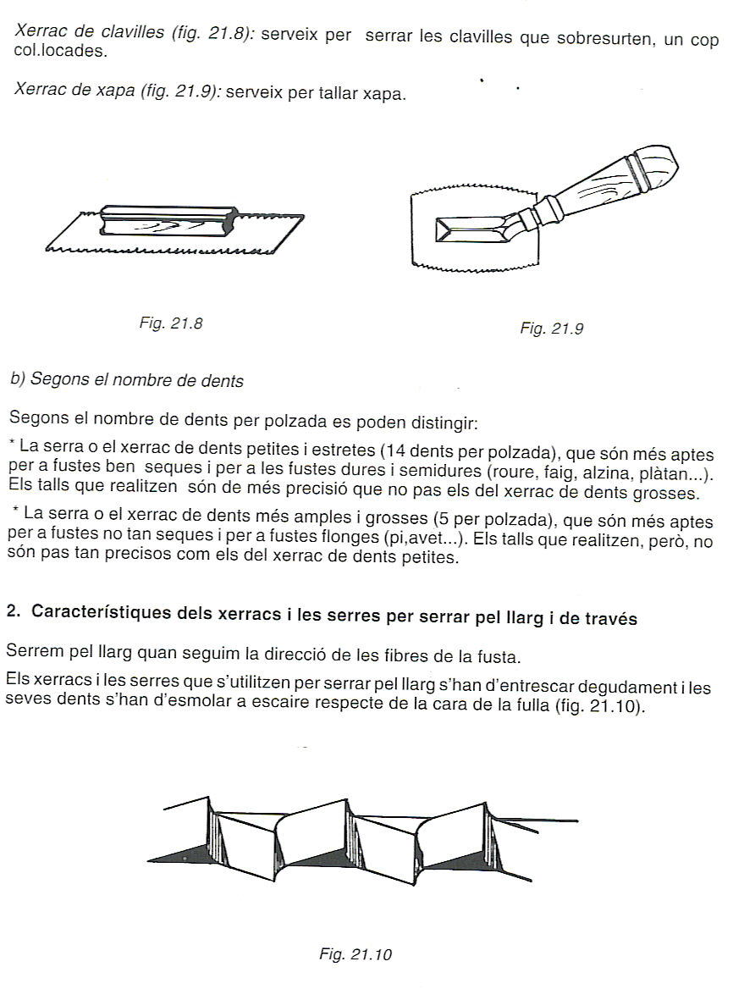 Xerrac de clavilles (fig. 21.8): serveix per serrar les clavilles que sobresurten, un cop
col.locades.
Xerrac de xapa (fig. 21.9): serveix per tallar xapa.
Fig. 21.8
Fig. 21.9
b) Segons el nombre de dents
Segons el nombre de dents per polzada es poden distingir:
* La serra o el xerrac de dents petites i estretes (14 dents per polzada), que són més aptes
per a fustes ben seques i per a les fustes dures i semidures (roure, faig, alzina, plàtan...).
Els talls que realitzen són de més precisió que no pas els del xerrac de dents grosses.
* La serra o el xerrac de dents més amples i grosses (5 per polzada), que són més aptes
per a fustes no tan seques i per a fustes flonges (pi,avet...). Els talls que realitzen, però, no
són pas tan precisos com els del xerrac de dents petites.
2. Característiques dels xerracs i les serres per serrar pel llarg i de través
Serrem pel llarg quan seguim la direcció de les fibres de la fusta.
Els xerracs i les serres que s'utilitzen per serrar pel llarg s'han d'entrescar degudament i les
seves dents s'han d'esmolar a escaire respecte de la cara de la fulla (fig. 21.10).
Fig. 21.10